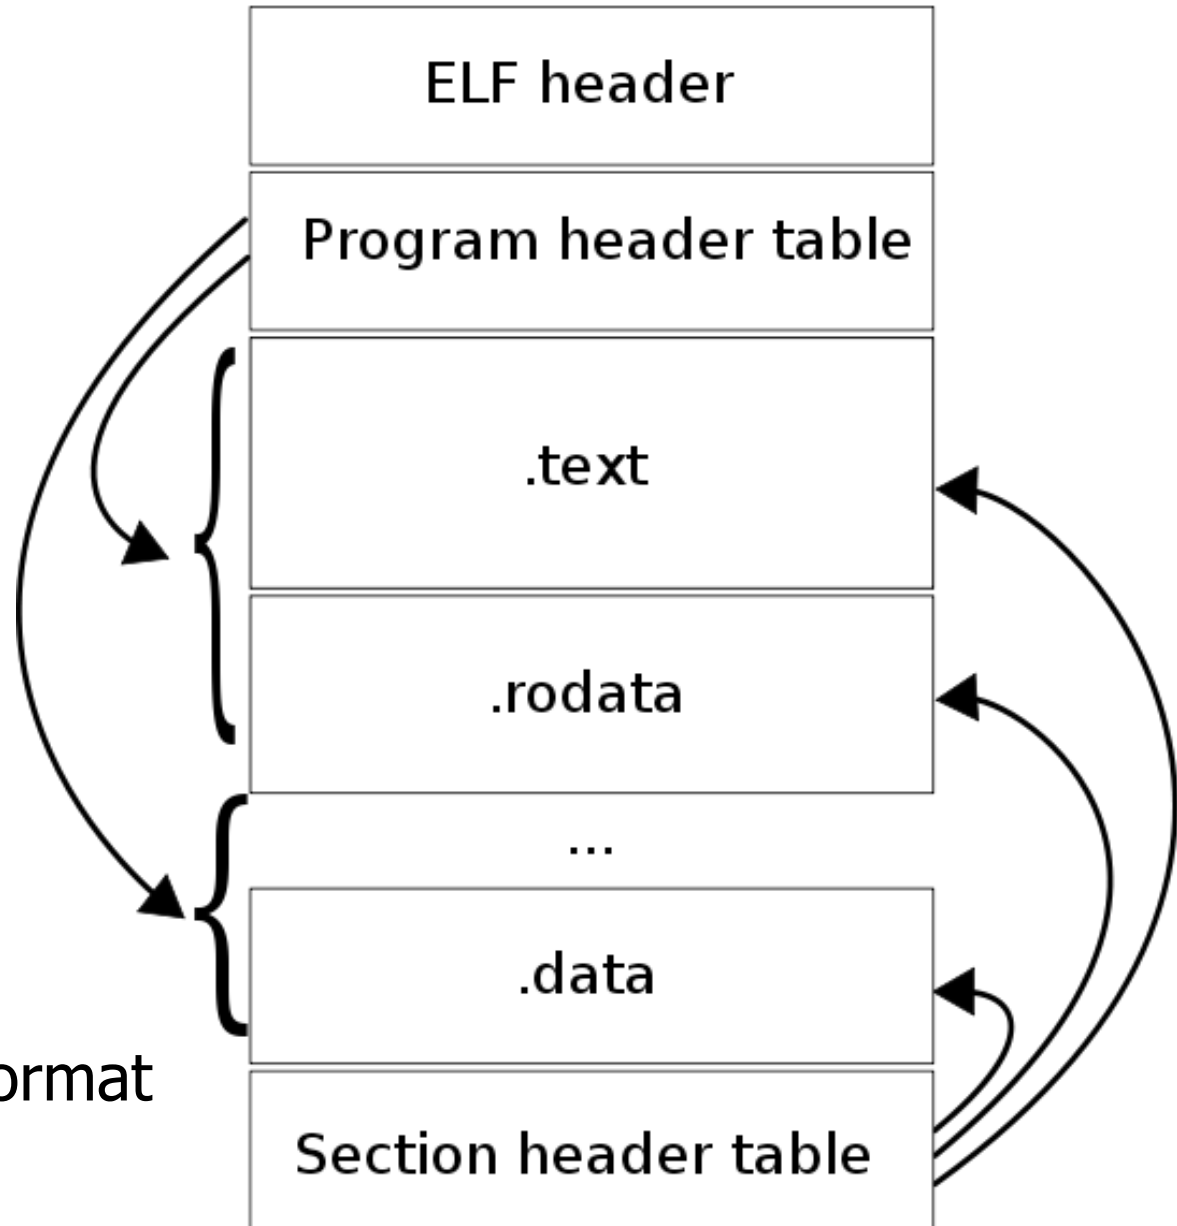 ELF header
Program header table
.text
.rodata
...
.data
ormat
Section header table